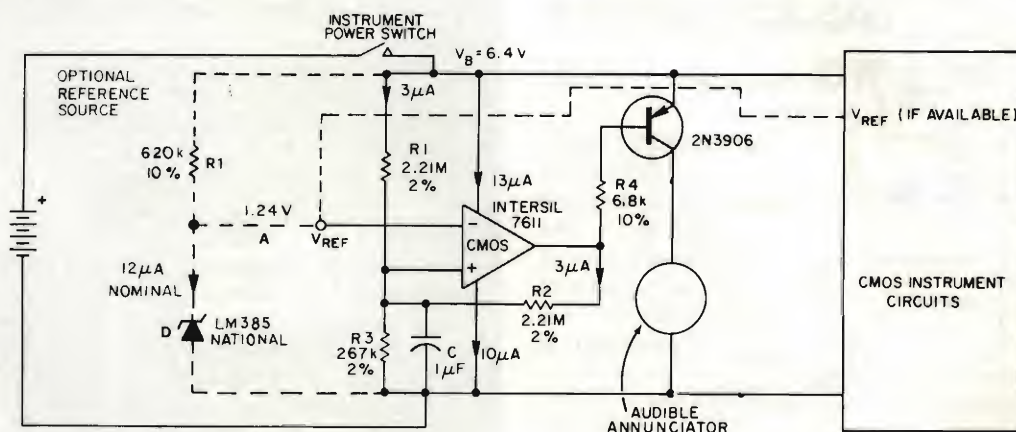 INSTRUMENT
POWER SWITCH
V_B = 6.4 V
OPTIONAL
REFERENCE
SOURCE
3μA
V_REF (IF AVAILABLE)
2N3906
620k
10%
R1
R1
2.21M
2%
13μA
R4
6.8k
10%
INTERSIL
7611
1.24V
A
V_REF
−
CMOS
+
3μA
CMOS INSTRUMENT
CIRCUITS
12μA
NOMINAL
R2
2.21M
2%
D
LM385
NATIONAL
R3
267k
2%
C
1μF
10μA
+
AUDIBLE
ANNUNCIATOR